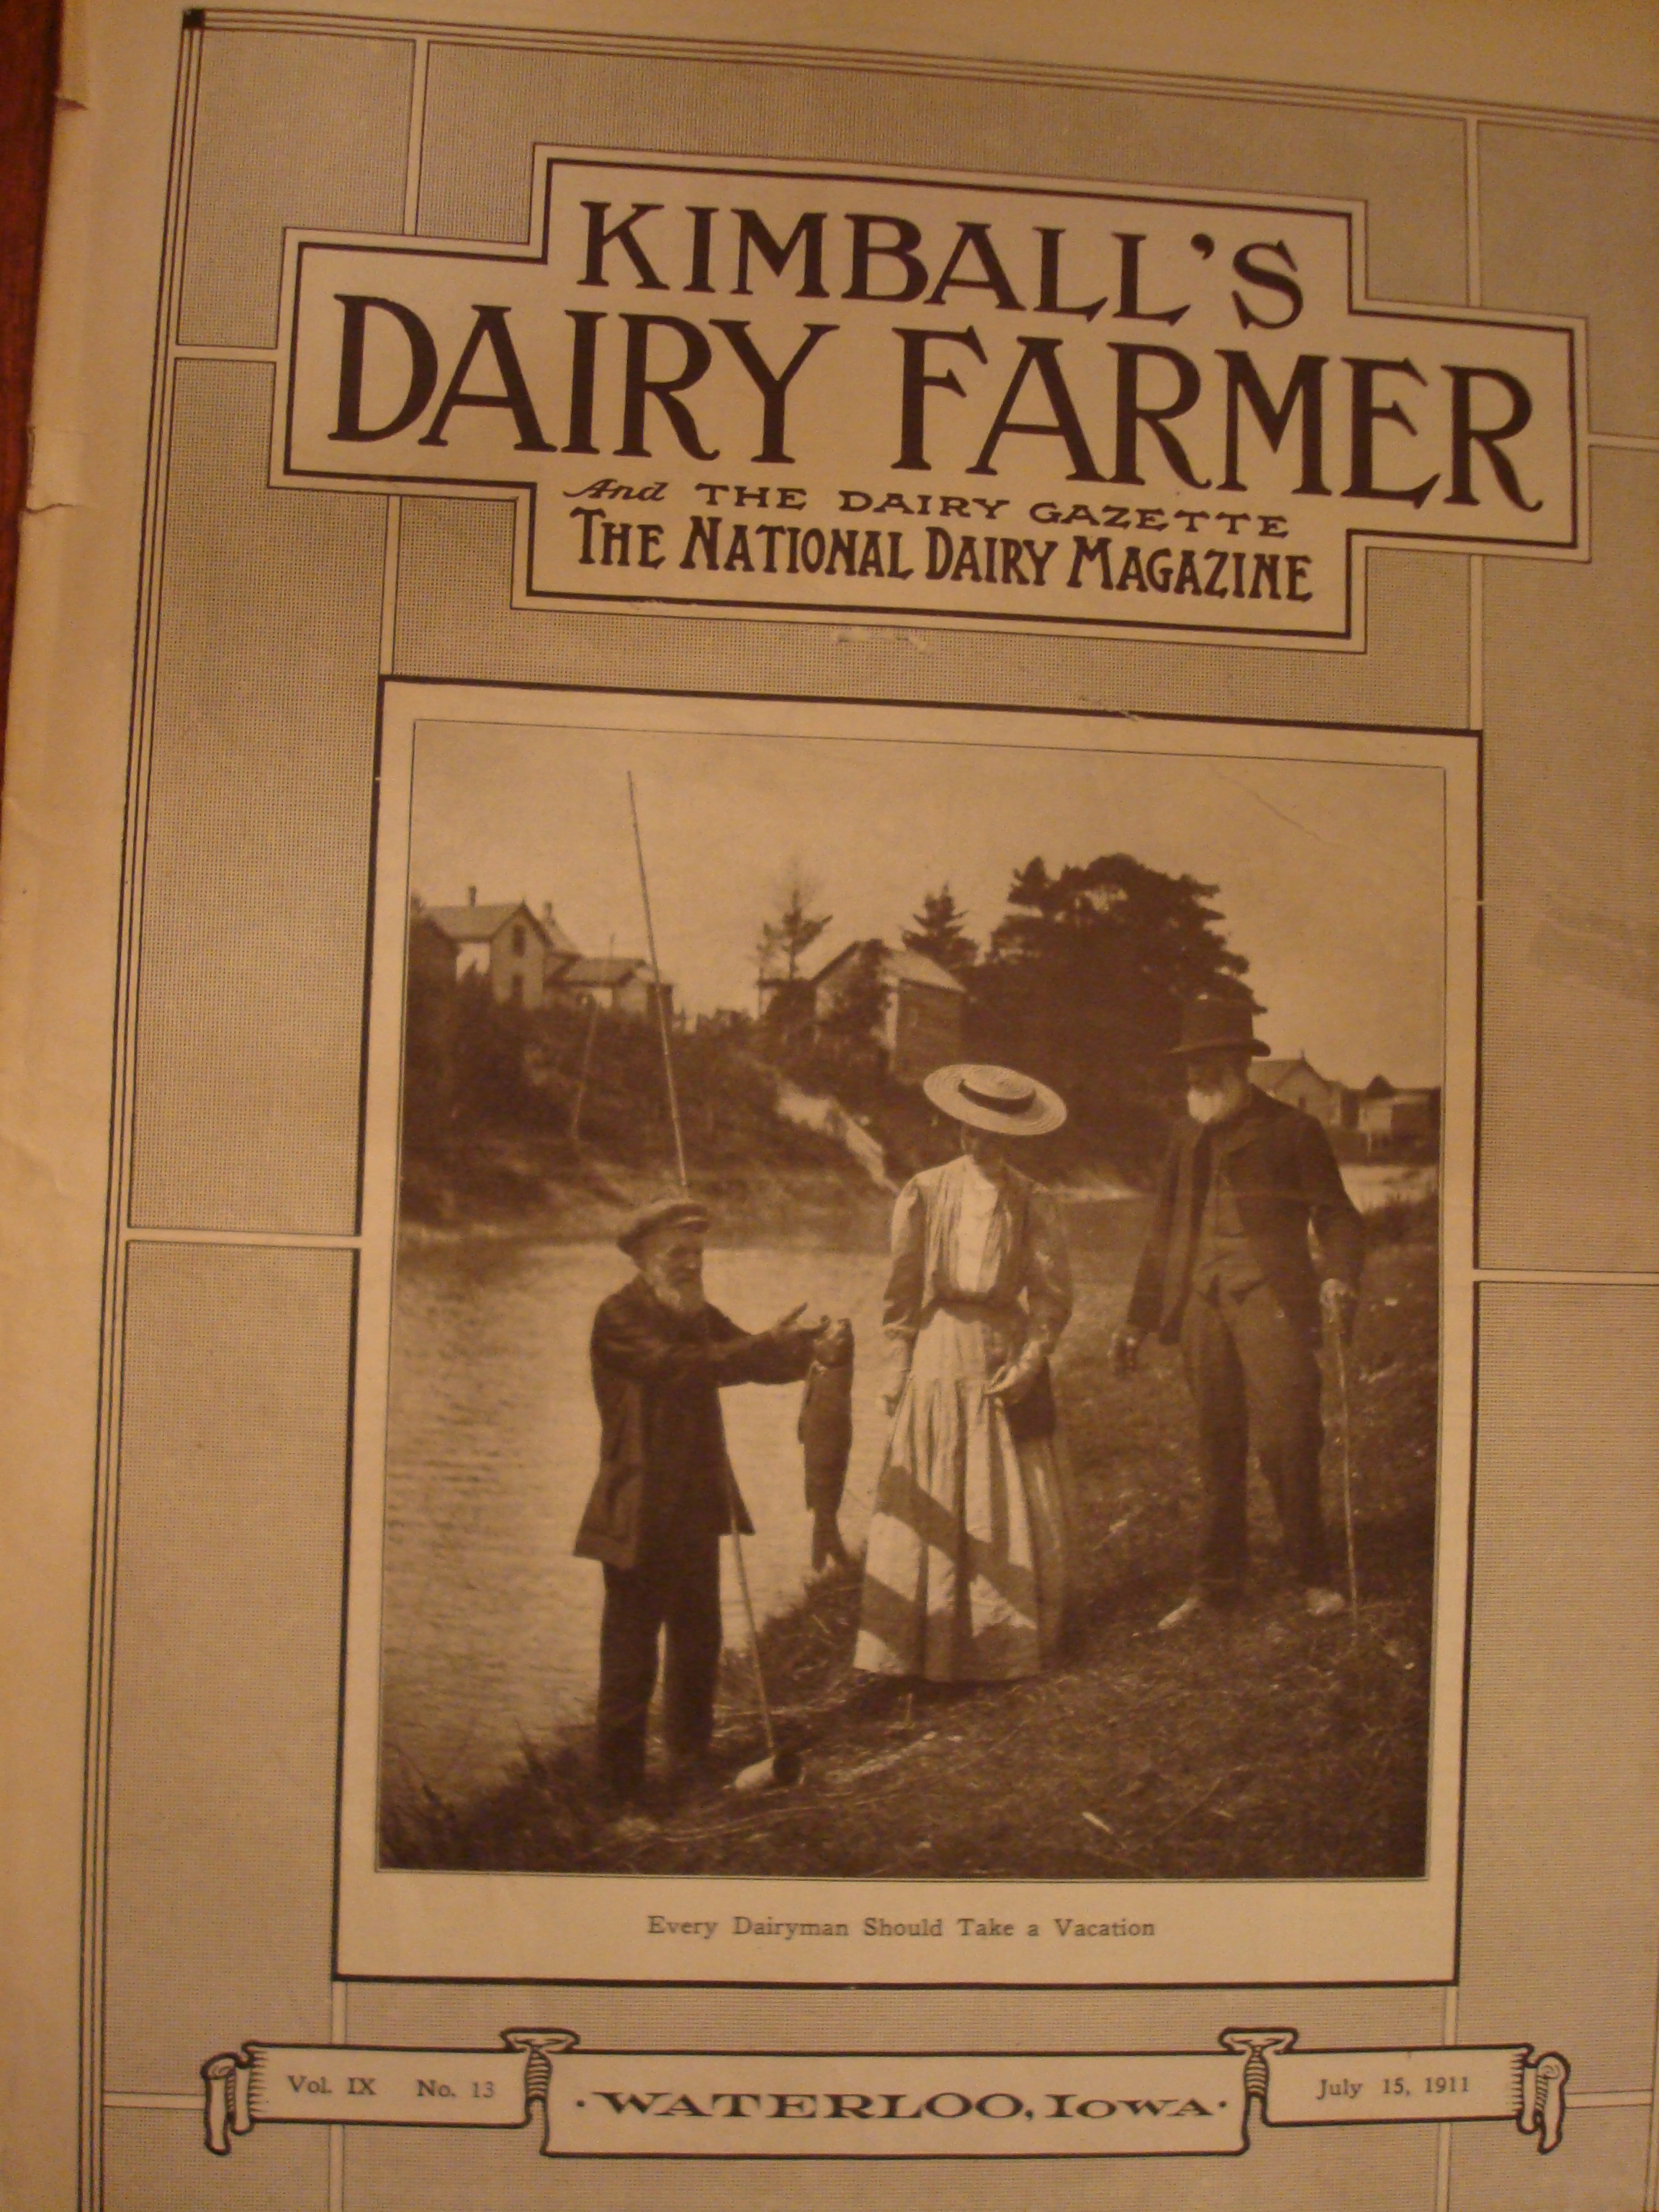 KIMBALL'S
DAIRY FARMER
And THE DAIRY GAZETTE
THE NATIONAL DAIRY MAGAZINE
Every Dairyman Should Take a Vacation
Vol. IX No. 13
·WATERLOO, IOWA·
July 15, 1911